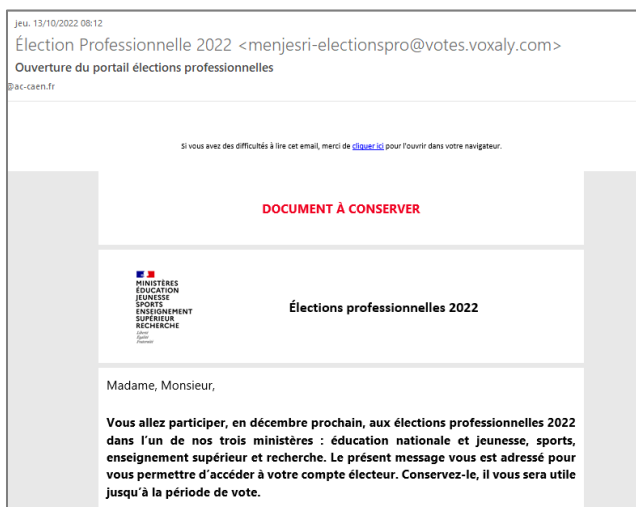 jeu. 13/10/2022 08:12
Élection Professionnelle 2022 <menjesri-electionspro@votes.voxaly.com>
Ouverture du portail élections professionnelles
@ac-caen.fr
Si vous avez des difficultés à lire cet email, merci de cliquer ici pour l'ouvrir dans votre navigateur.
DOCUMENT À CONSERVER
MINISTÈRES
ÉDUCATION
JEUNESSE
SPORTS
ENSEIGNEMENT
SUPÉRIEUR
RECHERCHE
Liberté
Égalité
Fraternité
Élections professionnelles 2022
Madame, Monsieur,
Vous allez participer, en décembre prochain, aux élections professionnelles 2022
dans l'un de nos trois ministères : éducation nationale et jeunesse, sports,
enseignement supérieur et recherche. Le présent message vous est adressé pour
vous permettre d'accéder à votre compte électeur. Conservez-le, il vous sera utile
jusqu'à la période de vote.